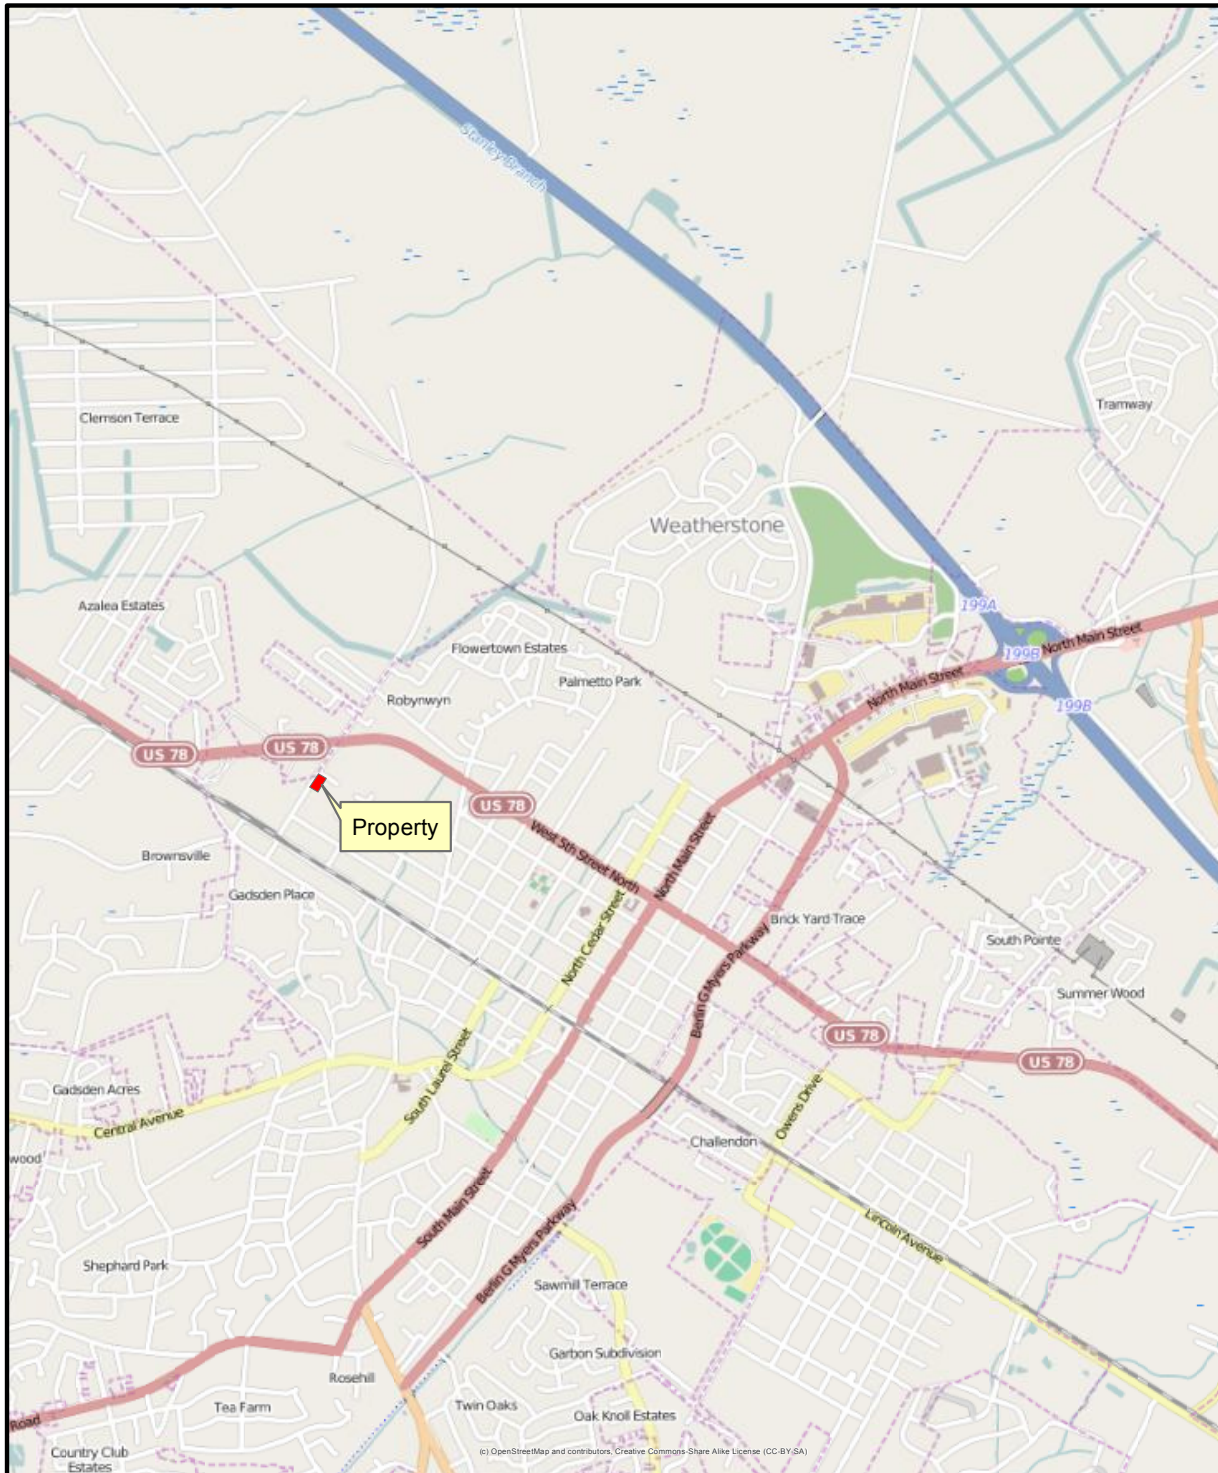 Stanley Branch
Clemson Terrace
Tramway
Weatherstone
Azalea Estates
199A
North Main Street
199B
Flowertown Estates
Palmetto Park
North Main Street
Robynwyn
199B
US 78
US 78
US 78
Property
West 5th Street North
North Main Street
Brownsville
Gadsden Place
North Cedar Street
Brick Yard Trace
South Pointe
Berlin G Myers Parkway
Summer Wood
US 78
US 78
South Laurel Street
Gadsden Acres
Central Avenue
Owens Drive
Challendon
wood
South Main Street
Lincoln Avenue
Shephard Park
Berlin G Myers Parkway
Sawmill Terrace
Garbon Subdivision
Rosehill
Tea Farm
Twin Oaks
Oak Knoll Estates
Road
Country Club
Estates
(c) OpenStreetMap and contributors, Creative Commons-Share Alike License (CC-BY-SA)